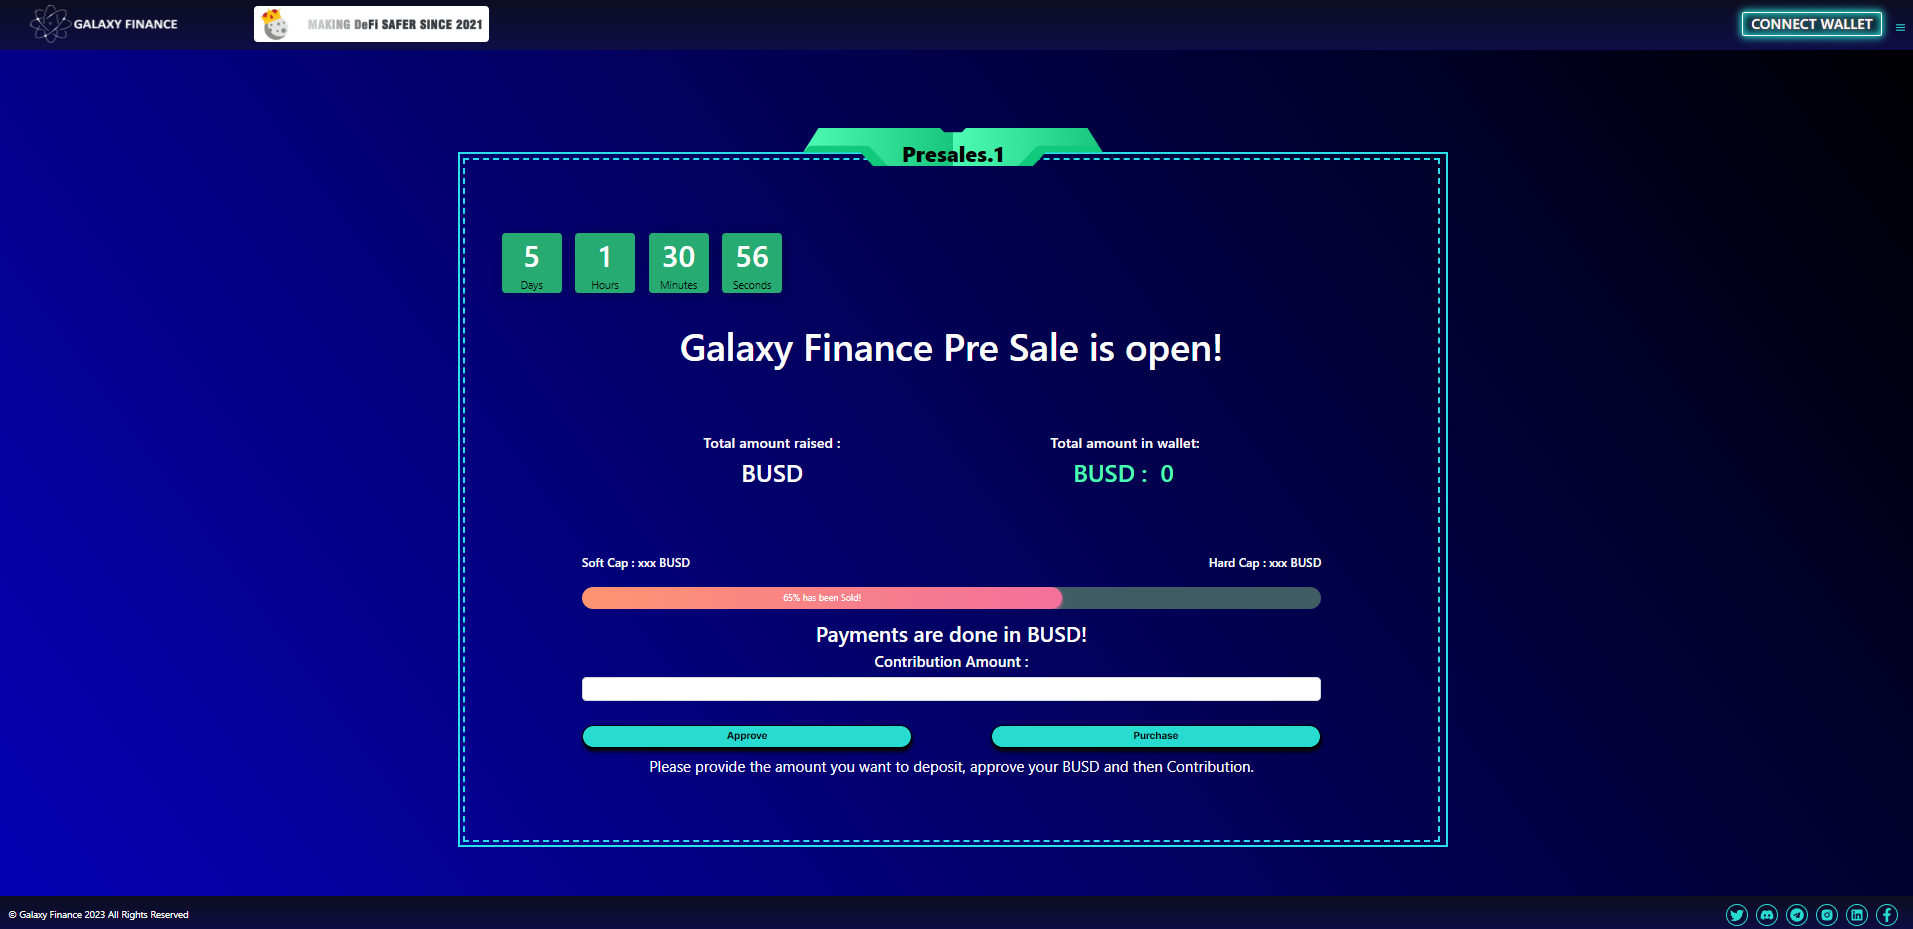 GALAXY FINANCE
MAKING DeFi SAFER SINCE 2021
CONNECT WALLET
Presales.1
5 1 30 56
Days Hours Minutes Seconds
Galaxy Finance Pre Sale is open!
Total amount raised : Total amount in wallet:
BUSD BUSD : 0
Soft Cap : xxx BUSD Hard Cap : xxx BUSD
65% has been Sold!
Payments are done in BUSD!
Contribution Amount :
Approve Purchase
Please provide the amount you want to deposit, approve your BUSD and then Contribution.
© Galaxy Finance 2023 All Rights Reserved